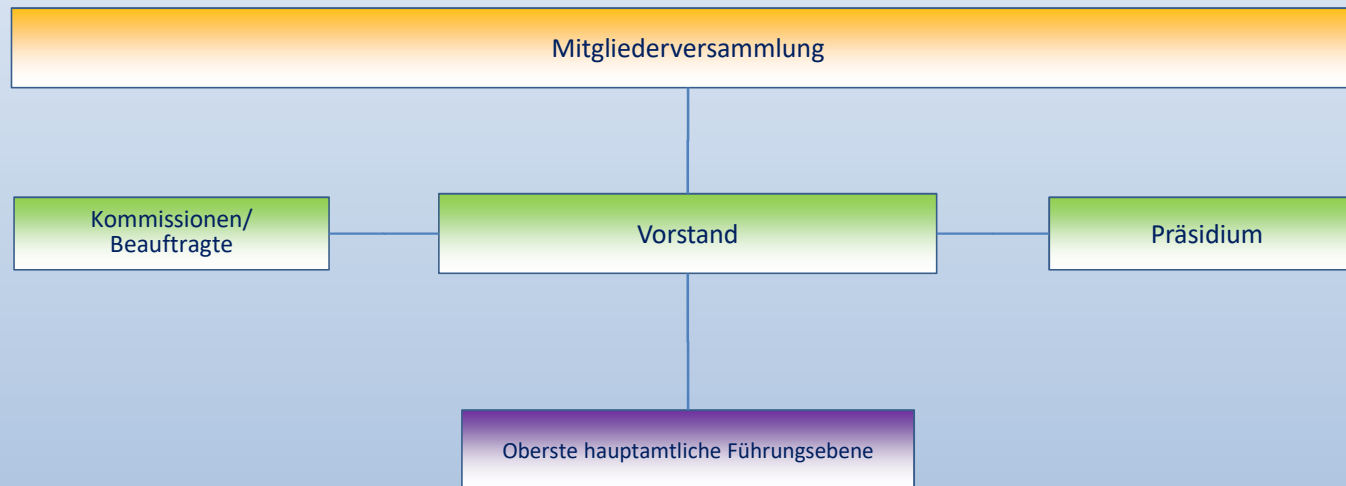 Mitgliederversammlung
Kommissionen/
Beauftragte
Vorstand
Präsidium
Oberste hauptamtliche Führungsebene